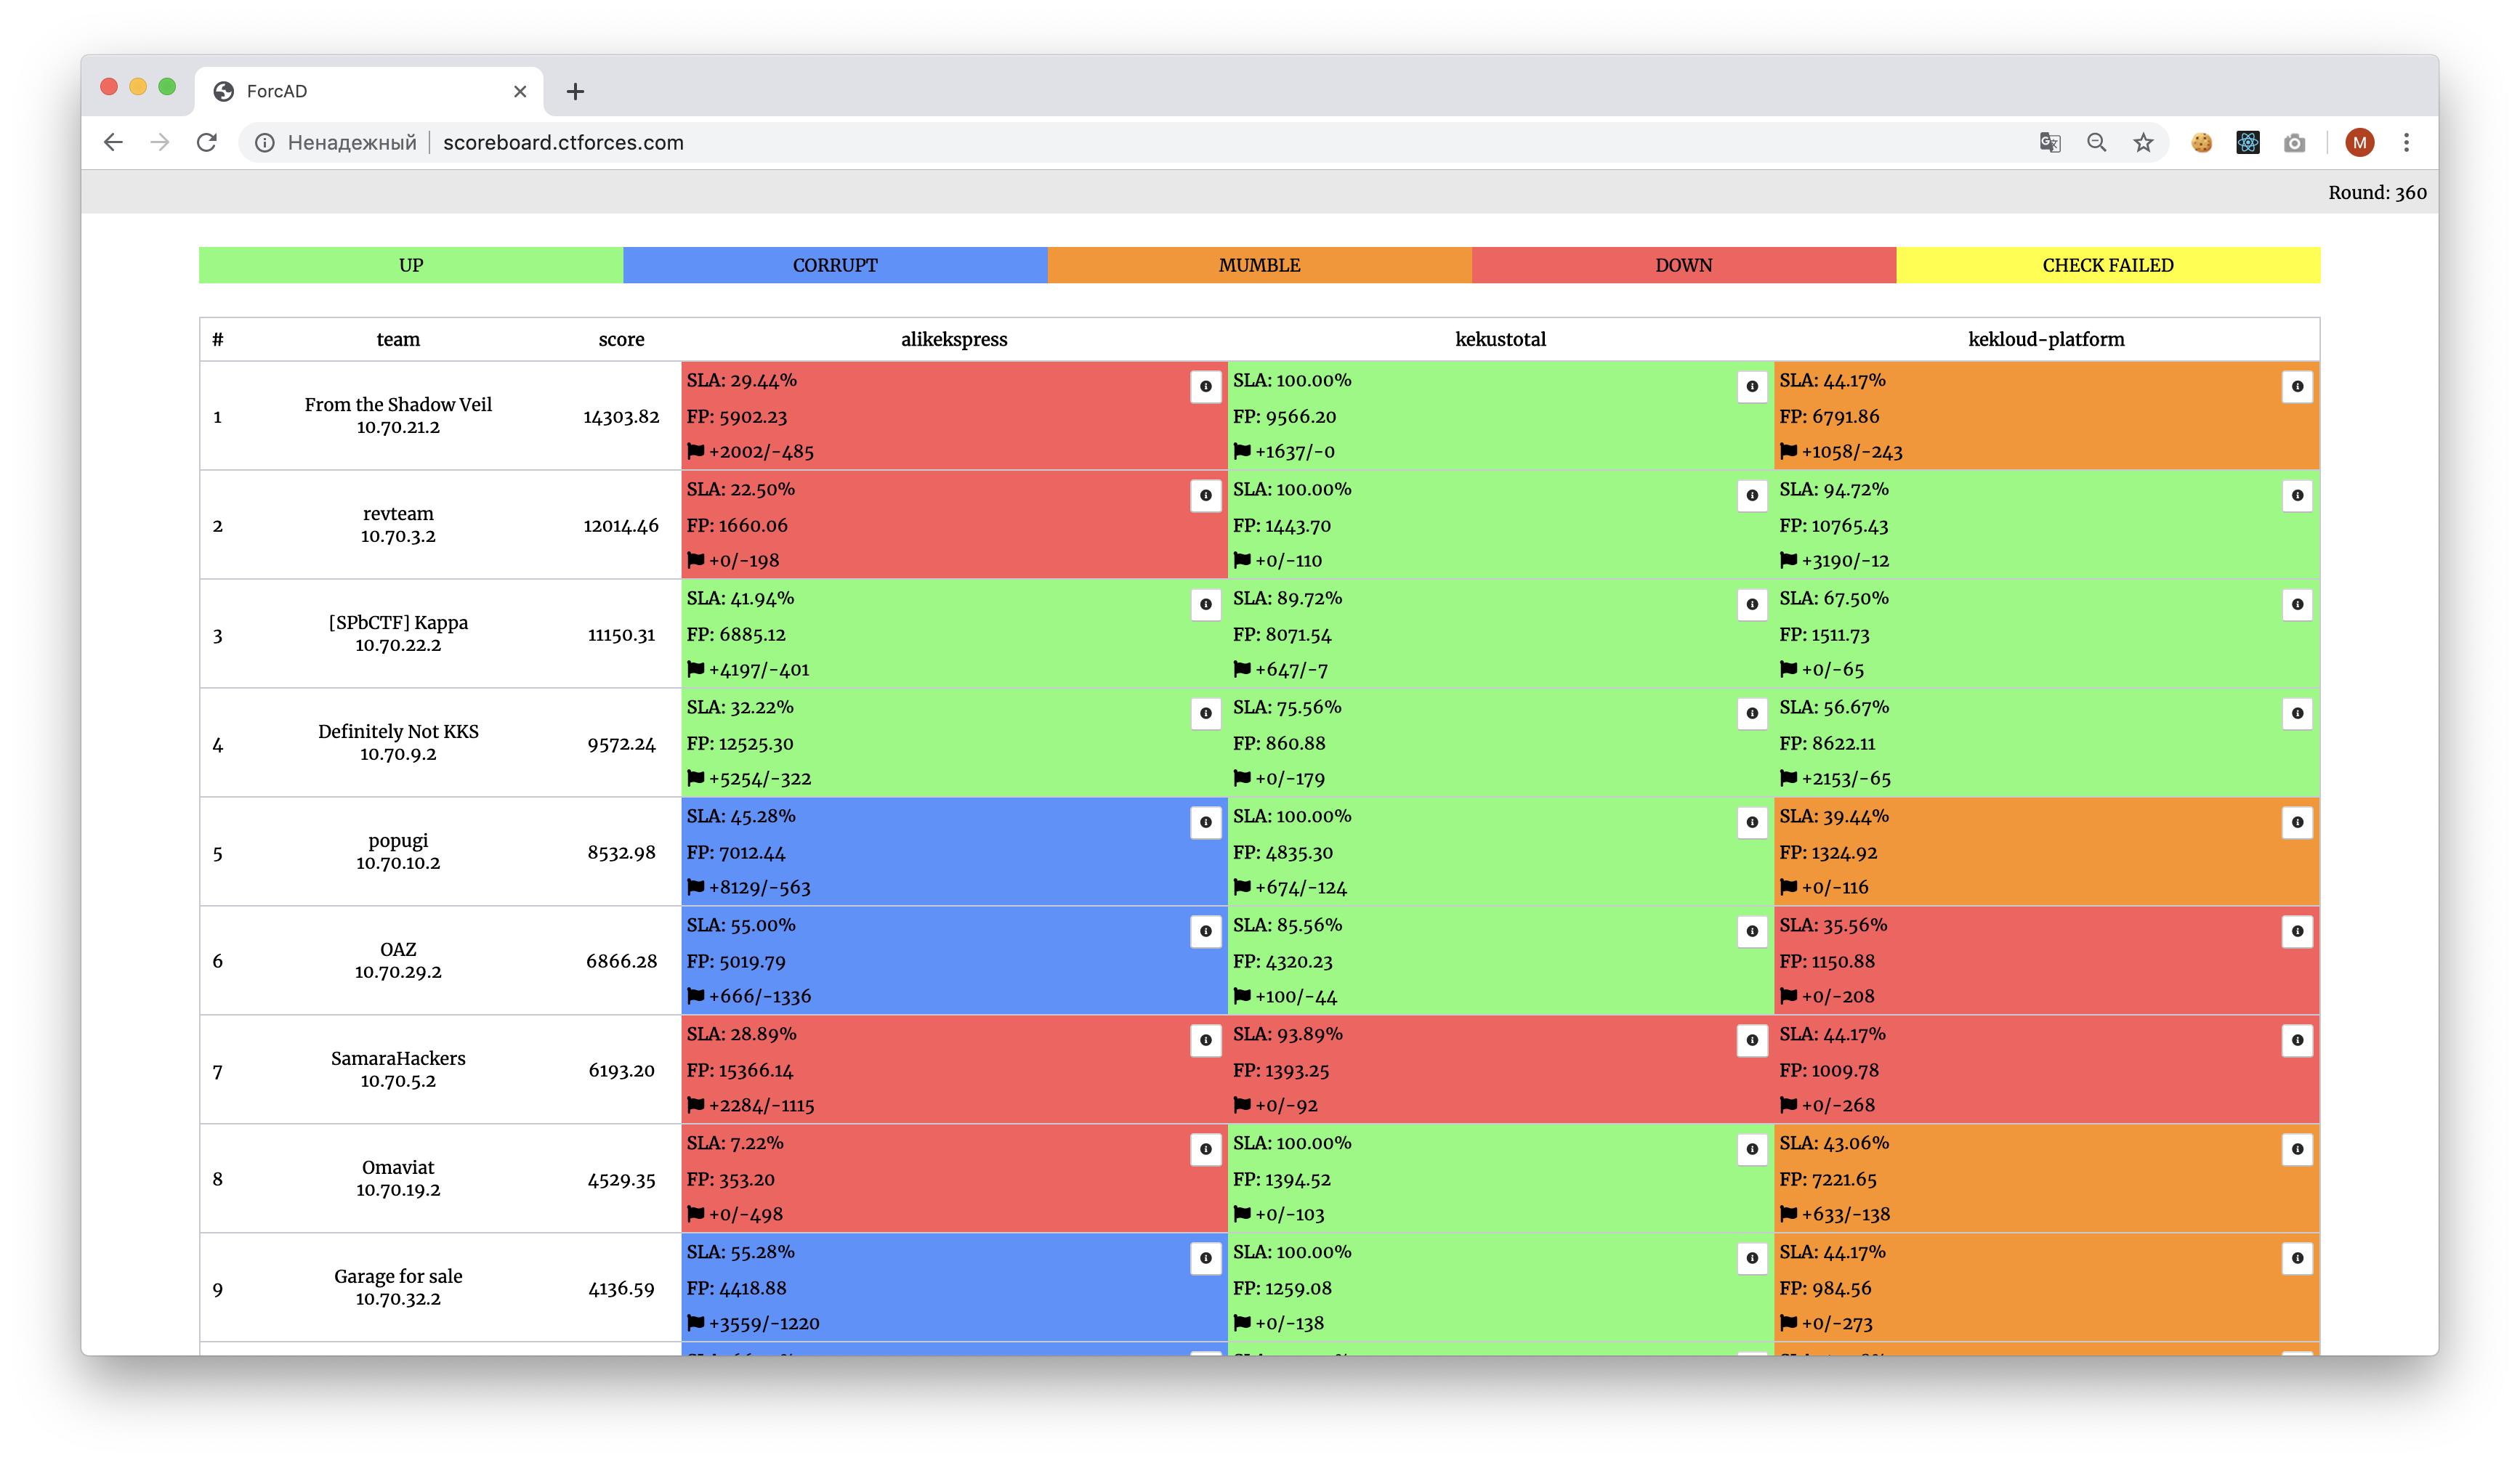 ForcAD
Ненадежный scoreboard.ctforces.com
M
Round: 360
UP CORRUPT MUMBLE DOWN CHECK FAILED
# team score alikekspress kekustotal kekloud-platform
1 From the Shadow Veil 10.70.21.2 14303.82
SLA: 29.44% SLA: 100.00% SLA: 44.17%
FP: 5902.23 FP: 9566.20 FP: 6791.86
+2002/-485 +1637/-0 +1058/-243
2 revteam 10.70.3.2 12014.46
SLA: 22.50% SLA: 100.00% SLA: 94.72%
FP: 1660.06 FP: 1443.70 FP: 10765.43
+0/-198 +0/-110 +3190/-12
3 [SPbCTF] Kappa 10.70.22.2 11150.31
SLA: 41.94% SLA: 89.72% SLA: 67.50%
FP: 6885.12 FP: 8071.54 FP: 1511.73
+4197/-401 +647/-7 +0/-65
4 Definitely Not KKS 10.70.9.2 9572.24
SLA: 32.22% SLA: 75.56% SLA: 56.67%
FP: 12525.30 FP: 860.88 FP: 8622.11
+5254/-322 +0/-179 +2153/-65
5 popugi 10.70.10.2 8532.98
SLA: 45.28% SLA: 100.00% SLA: 39.44%
FP: 7012.44 FP: 4835.30 FP: 1324.92
+8129/-563 +674/-124 +0/-116
6 OAZ 10.70.29.2 6866.28
SLA: 55.00% SLA: 85.56% SLA: 35.56%
FP: 5019.79 FP: 4320.23 FP: 1150.88
+666/-1336 +100/-44 +0/-208
7 SamaraHackers 10.70.5.2 6193.20
SLA: 28.89% SLA: 93.89% SLA: 44.17%
FP: 15366.14 FP: 1393.25 FP: 1009.78
+2284/-1115 +0/-92 +0/-268
8 Omaviat 10.70.19.2 4529.35
SLA: 7.22% SLA: 100.00% SLA: 43.06%
FP: 353.20 FP: 1394.52 FP: 7221.65
+0/-498 +0/-103 +633/-138
9 Garage for sale 10.70.32.2 4136.59
SLA: 55.28% SLA: 100.00% SLA: 44.17%
FP: 4418.88 FP: 1259.08 FP: 984.56
+3559/-1220 +0/-138 +0/-273